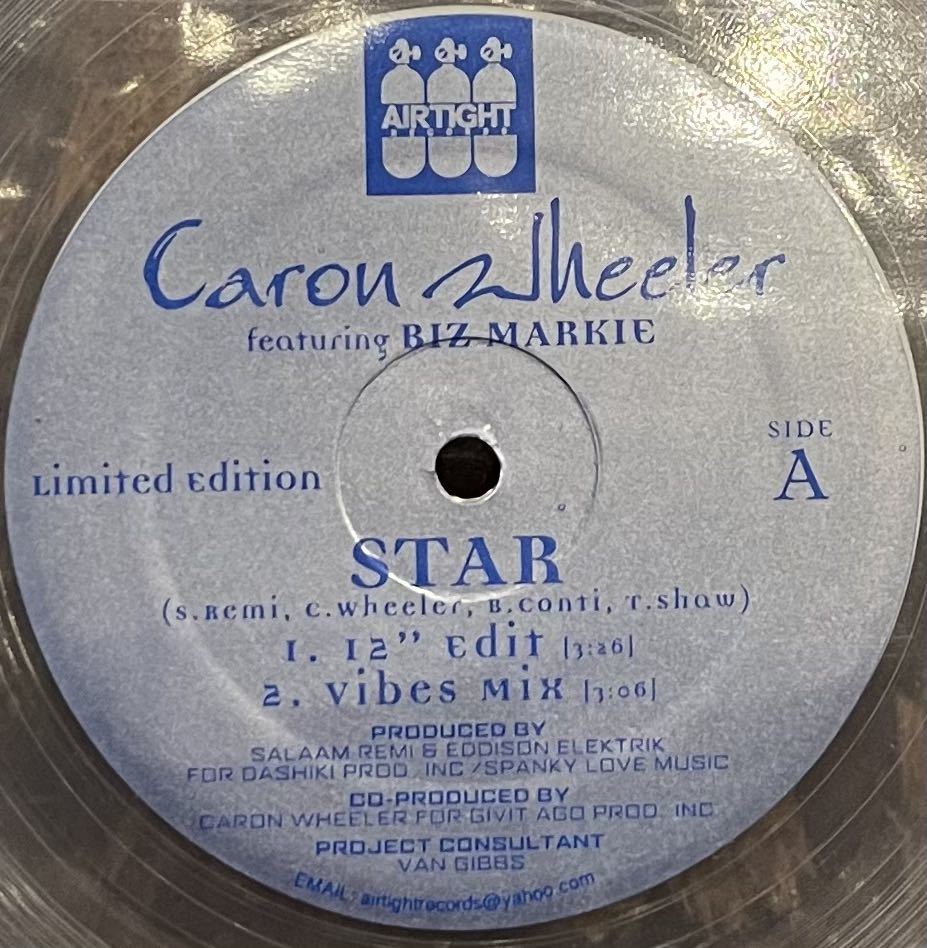 AIRTIGHT
RECORDS
Caron Wheeler
featuring BIZ MARKIE
SIDE
A
Limited Edition
STAR
(S.Remi, C.Wheeler, B.Conti, T.Shaw)
1. 12” Edit [3:26]
2. Vibes Mix [3:06]
PRODUCED BY
SALAAM REMI & EDDISON ELEKTRIK
FOR DASHIKI PROD. INC / SPANKY LOVE MUSIC
CO-PRODUCED BY
CARON WHEELER FOR GIVIT AGO PROD. INC
PROJECT CONSULTANT
VAN GIBBS
EMAIL : airtightrecords@yahoo.com